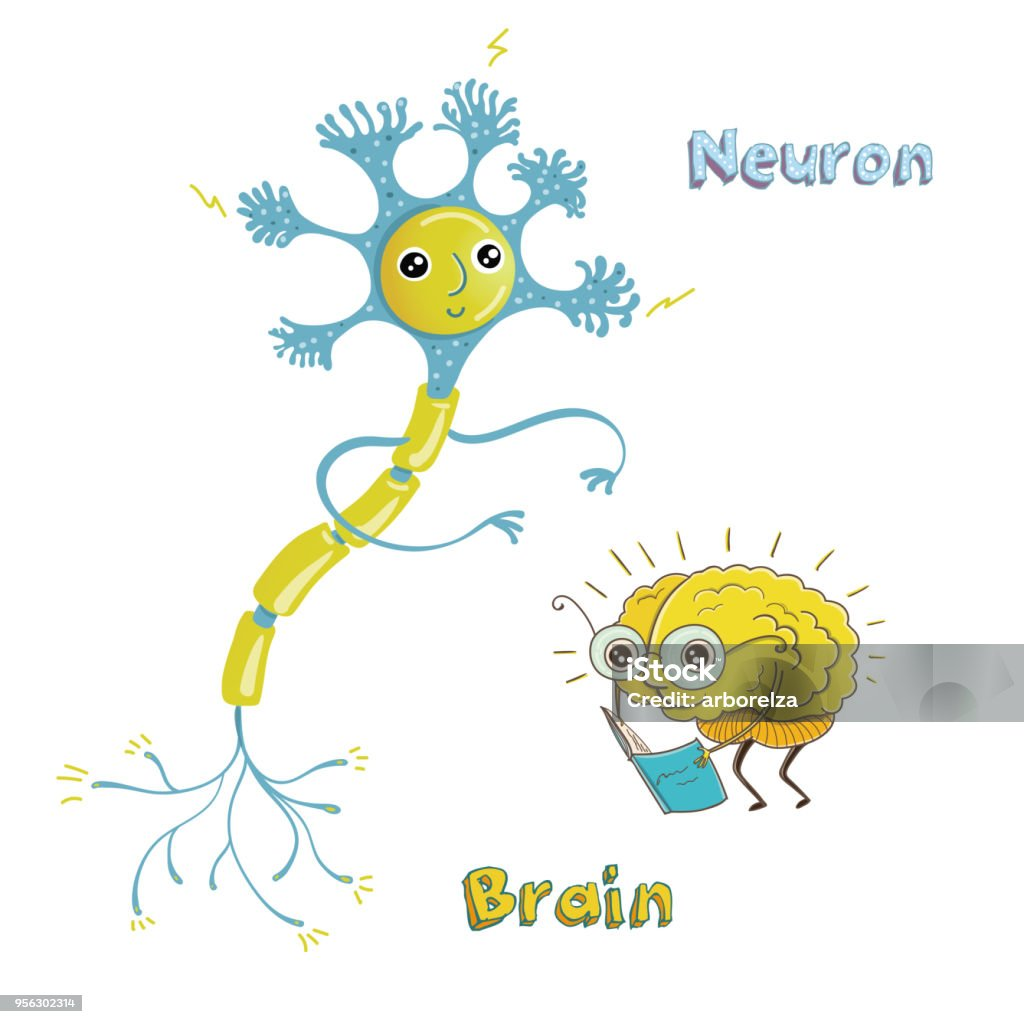 Neuron
iStock
Credit: arborelza
Brain
956302314